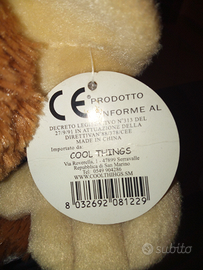 CE PRODOTTO
CONFORME AL
DECRETO LEGISLATIVO N°313 DEL
27/9/91 IN ATTUAZIONE DELLA
DIRETTIVA N°88/378/CEE
MADE IN CHINA
Importato da:
COOL THINGS
Via Rovereta, 1 47899 Serravalle
Repubblica di San Marino
Tel. 0549 904286
WWW.COOLTHINGS.SM
8 032692 081229
subito